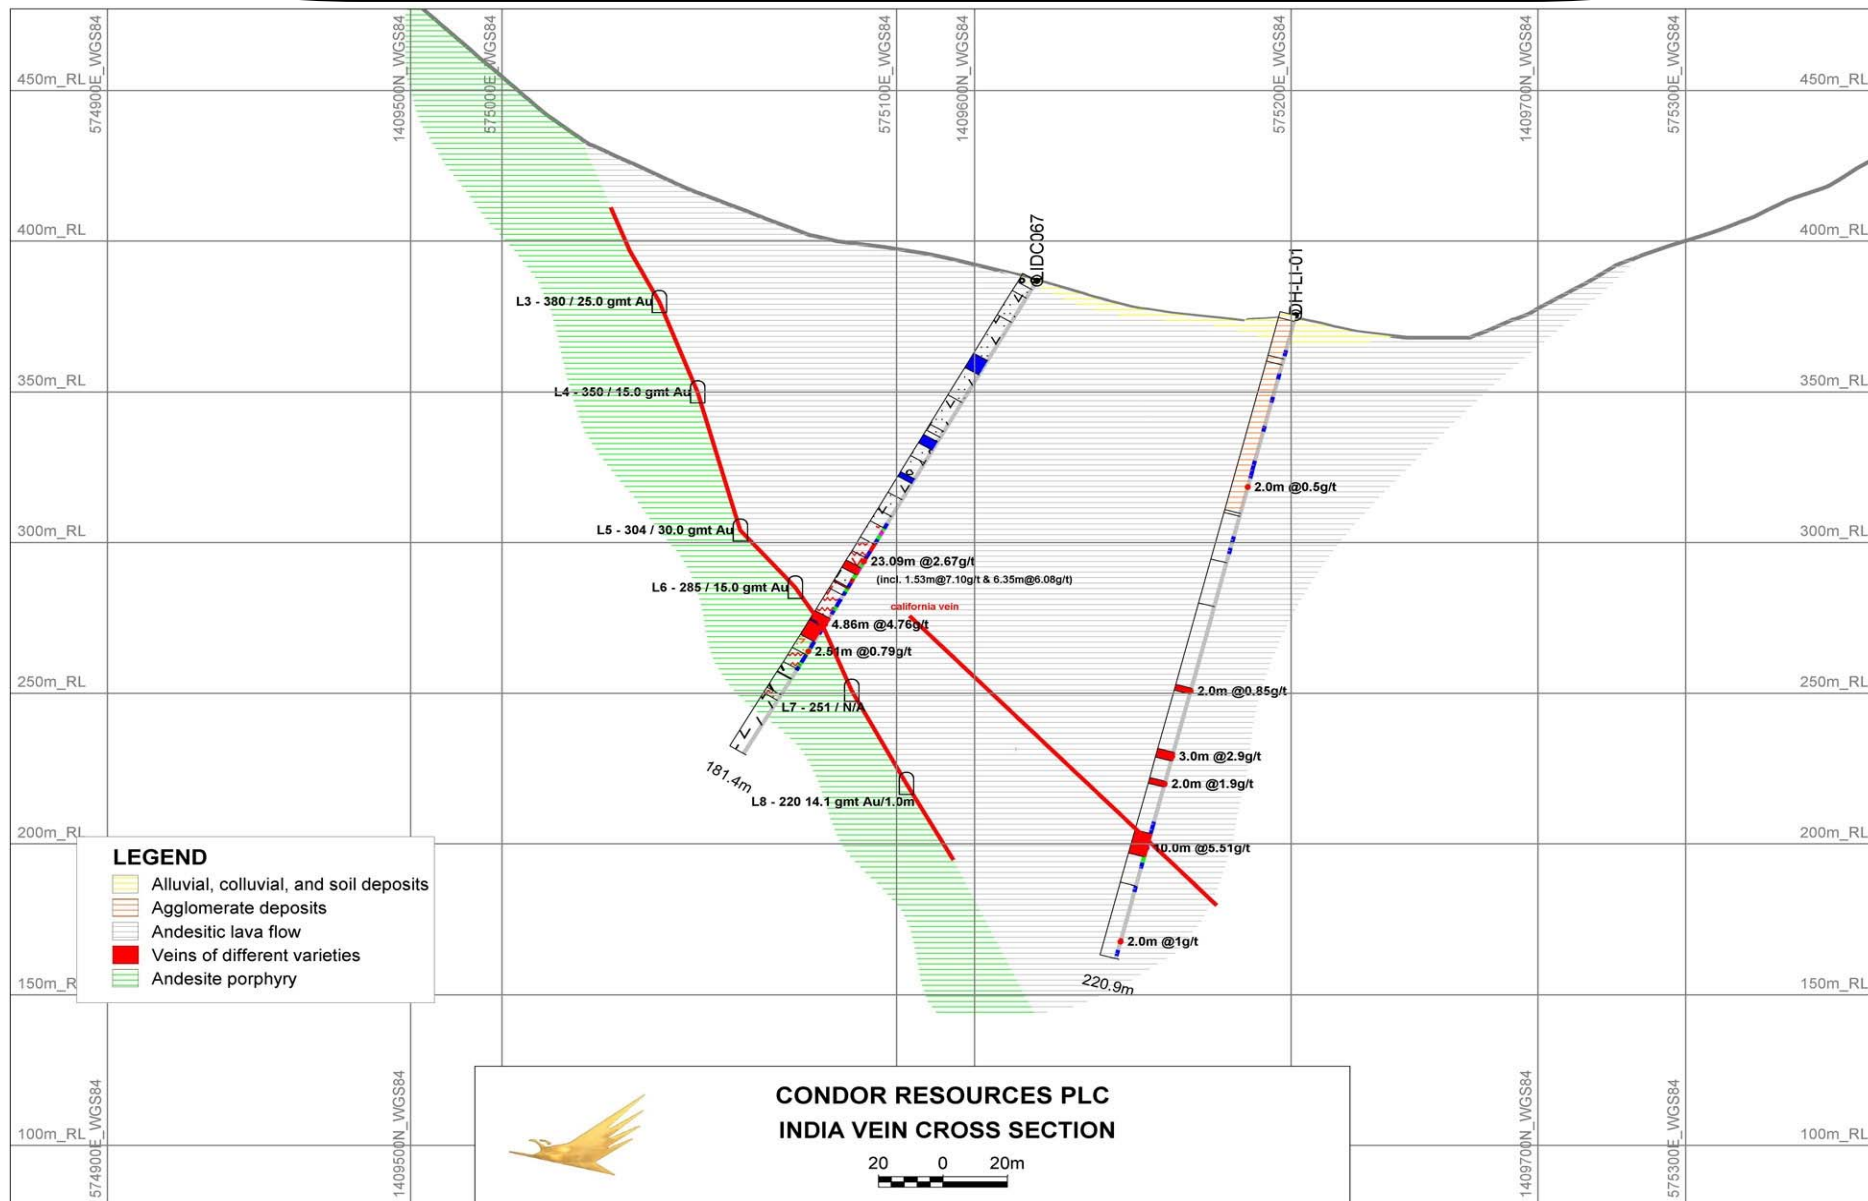 574900E_WGS84
1409500N_WGS84
575000E_WGS84
575100E_WGS84
1409600N_WGS84
575200E_WGS84
1409700N_WGS84
575300E_WGS84
450m_RL
450m_RL
400m_RL
400m_RL
350m_RL
350m_RL
300m_RL
300m_RL
250m_RL
250m_RL
200m_RL
200m_RL
150m_R
150m_RL
100m_RL
100m_RL
LIDC067
DH-LI-01
L3 - 380 / 25.0 gmt Au
L4 - 350 / 15.0 gmt Au
L5 - 304 / 30.0 gmt Au
L6 - 285 / 15.0 gmt Au
L7 - 251 / N/A
L8 - 220 14.1 gmt Au/1.0m
23.09m @2.67g/t
(incl. 1.53m@7.10g/t & 6.35m@6.08g/t)
california vein
4.86m @4.76g/t
2.51m @0.79g/t
181.4m
2.0m @0.5g/t
2.0m @0.85g/t
3.0m @2.9g/t
2.0m @1.9g/t
10.0m @5.51g/t
2.0m @1g/t
220.9m
LEGEND
Alluvial, colluvial, and soil deposits
Agglomerate deposits
Andesitic lava flow
Veins of different varieties
Andesite porphyry
574900E_WGS84
1409500N_WGS84
1409700N_WGS84
575300E_WGS84
CONDOR RESOURCES PLC
INDIA VEIN CROSS SECTION
20 0 20m